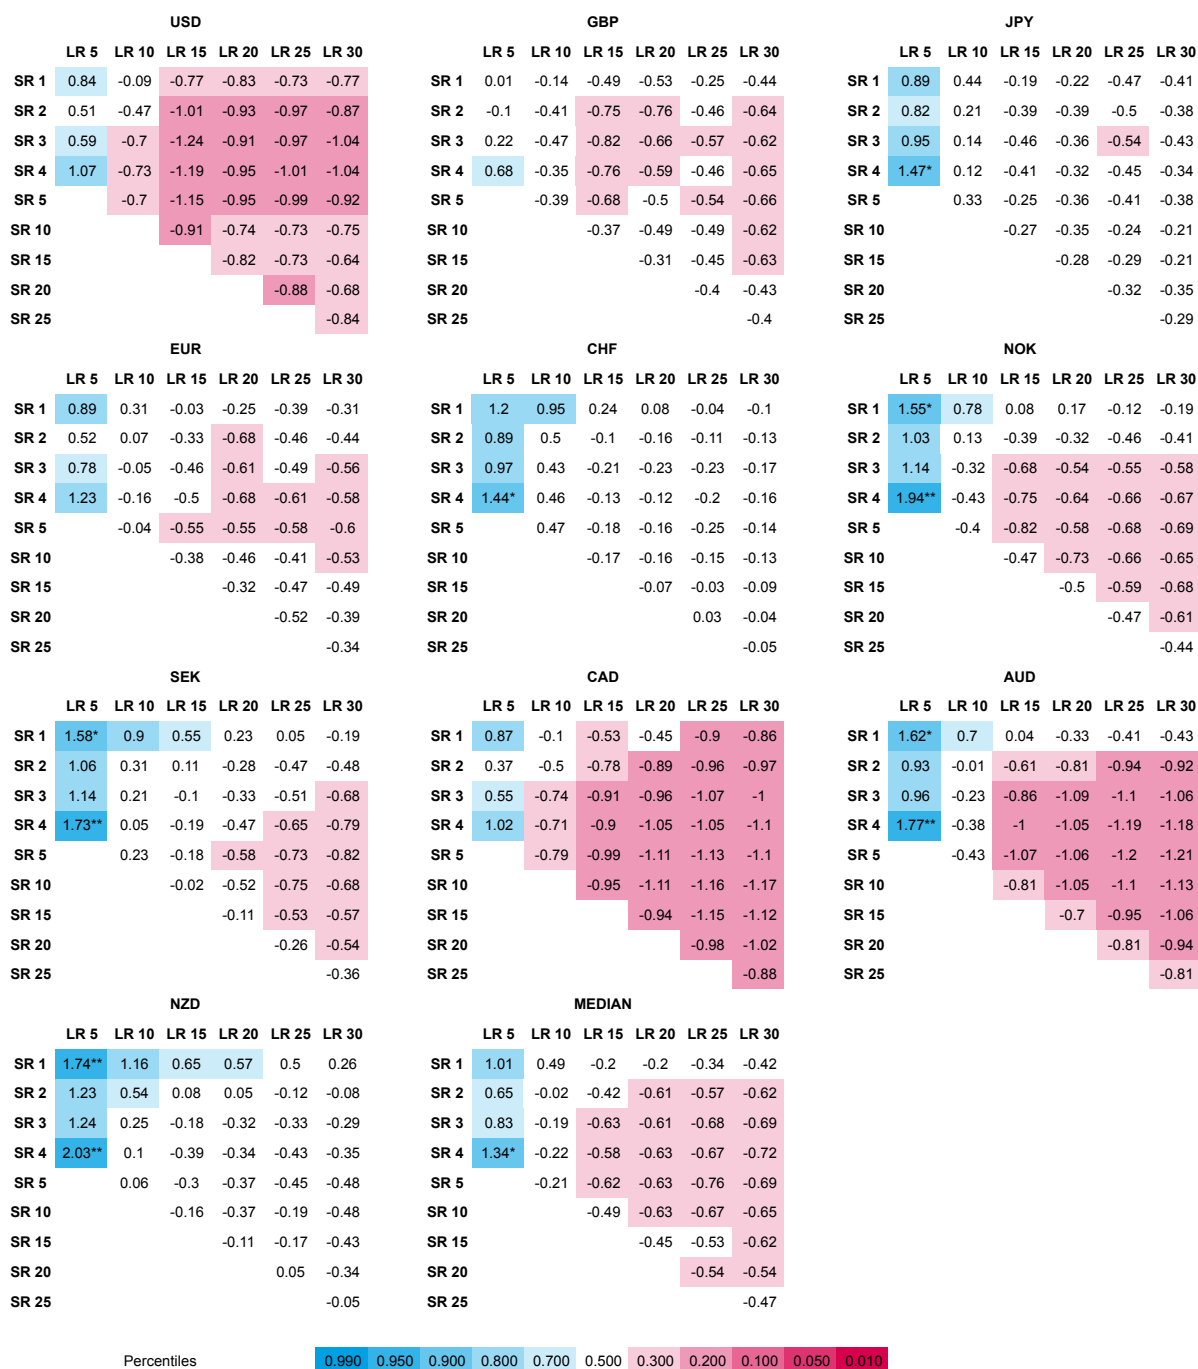 USD GBP JPY
LR 5 LR 10 LR 15 LR 20 LR 25 LR 30 LR 5 LR 10 LR 15 LR 20 LR 25 LR 30 LR 5 LR 10 LR 15 LR 20 LR 25 LR 30
SR 1 0.84 -0.09 -0.77 -0.83 -0.73 -0.77 SR 1 0.01 -0.14 -0.49 -0.53 -0.25 -0.44 SR 1 0.89 0.44 -0.19 -0.22 -0.47 -0.41
SR 2 0.51 -0.47 -1.01 -0.93 -0.97 -0.87 SR 2 -0.1 -0.41 -0.75 -0.76 -0.46 -0.64 SR 2 0.82 0.21 -0.39 -0.39 -0.5 -0.38
SR 3 0.59 -0.7 -1.24 -0.91 -0.97 -1.04 SR 3 0.22 -0.47 -0.82 -0.66 -0.57 -0.62 SR 3 0.95 0.14 -0.46 -0.36 -0.54 -0.43
SR 4 1.07 -0.73 -1.19 -0.95 -1.01 -1.04 SR 4 0.68 -0.35 -0.76 -0.59 -0.46 -0.65 SR 4 1.47* 0.12 -0.41 -0.32 -0.45 -0.34
SR 5 -0.7 -1.15 -0.95 -0.99 -0.92 SR 5 -0.39 -0.68 -0.5 -0.54 -0.66 SR 5 0.33 -0.25 -0.36 -0.41 -0.38
SR 10 -0.91 -0.74 -0.73 -0.75 SR 10 -0.37 -0.49 -0.49 -0.62 SR 10 -0.27 -0.35 -0.24 -0.21
SR 15 -0.82 -0.73 -0.64 SR 15 -0.31 -0.45 -0.63 SR 15 -0.28 -0.29 -0.21
SR 20 -0.88 -0.68 SR 20 -0.4 -0.43 SR 20 -0.32 -0.35
SR 25 -0.84 SR 25 -0.4 SR 25 -0.29
EUR CHF NOK
LR 5 LR 10 LR 15 LR 20 LR 25 LR 30 LR 5 LR 10 LR 15 LR 20 LR 25 LR 30 LR 5 LR 10 LR 15 LR 20 LR 25 LR 30
SR 1 0.89 0.31 -0.03 -0.25 -0.39 -0.31 SR 1 1.2 0.95 0.24 0.08 -0.04 -0.1 SR 1 1.55* 0.78 0.08 0.17 -0.12 -0.19
SR 2 0.52 0.07 -0.33 -0.68 -0.46 -0.44 SR 2 0.89 0.5 -0.1 -0.16 -0.11 -0.13 SR 2 1.03 0.13 -0.39 -0.32 -0.46 -0.41
SR 3 0.78 -0.05 -0.46 -0.61 -0.49 -0.56 SR 3 0.97 0.43 -0.21 -0.23 -0.23 -0.17 SR 3 1.14 -0.32 -0.68 -0.54 -0.55 -0.58
SR 4 1.23 -0.16 -0.5 -0.68 -0.61 -0.58 SR 4 1.44* 0.46 -0.13 -0.12 -0.2 -0.16 SR 4 1.94** -0.43 -0.75 -0.64 -0.66 -0.67
SR 5 -0.04 -0.55 -0.55 -0.58 -0.6 SR 5 0.47 -0.18 -0.16 -0.25 -0.14 SR 5 -0.4 -0.82 -0.58 -0.68 -0.69
SR 10 -0.38 -0.46 -0.41 -0.53 SR 10 -0.17 -0.16 -0.15 -0.13 SR 10 -0.47 -0.73 -0.66 -0.65
SR 15 -0.32 -0.47 -0.49 SR 15 -0.07 -0.03 -0.09 SR 15 -0.5 -0.59 -0.68
SR 20 -0.52 -0.39 SR 20 0.03 -0.04 SR 20 -0.47 -0.61
SR 25 -0.34 SR 25 -0.05 SR 25 -0.44
SEK CAD AUD
LR 5 LR 10 LR 15 LR 20 LR 25 LR 30 LR 5 LR 10 LR 15 LR 20 LR 25 LR 30 LR 5 LR 10 LR 15 LR 20 LR 25 LR 30
SR 1 1.58* 0.9 0.55 0.23 0.05 -0.19 SR 1 0.87 -0.1 -0.53 -0.45 -0.9 -0.86 SR 1 1.62* 0.7 0.04 -0.33 -0.41 -0.43
SR 2 1.06 0.31 0.11 -0.28 -0.47 -0.48 SR 2 0.37 -0.5 -0.78 -0.89 -0.96 -0.97 SR 2 0.93 -0.01 -0.61 -0.81 -0.94 -0.92
SR 3 1.14 0.21 -0.1 -0.33 -0.51 -0.68 SR 3 0.55 -0.74 -0.91 -0.96 -1.07 -1 SR 3 0.96 -0.23 -0.86 -1.09 -1.1 -1.06
SR 4 1.73** 0.05 -0.19 -0.47 -0.65 -0.79 SR 4 1.02 -0.71 -0.9 -1.05 -1.05 -1.1 SR 4 1.77** -0.38 -1 -1.05 -1.19 -1.18
SR 5 0.23 -0.18 -0.58 -0.73 -0.82 SR 5 -0.79 -0.99 -1.11 -1.13 -1.1 SR 5 -0.43 -1.07 -1.06 -1.2 -1.21
SR 10 -0.02 -0.52 -0.75 -0.68 SR 10 -0.95 -1.11 -1.16 -1.17 SR 10 -0.81 -1.05 -1.1 -1.13
SR 15 -0.11 -0.53 -0.57 SR 15 -0.94 -1.15 -1.12 SR 15 -0.7 -0.95 -1.06
SR 20 -0.26 -0.54 SR 20 -0.98 -1.02 SR 20 -0.81 -0.94
SR 25 -0.36 SR 25 -0.88 SR 25 -0.81
NZD MEDIAN
LR 5 LR 10 LR 15 LR 20 LR 25 LR 30 LR 5 LR 10 LR 15 LR 20 LR 25 LR 30
SR 1 1.74** 1.16 0.65 0.57 0.5 0.26 SR 1 1.01 0.49 -0.2 -0.2 -0.34 -0.42
SR 2 1.23 0.54 0.08 0.05 -0.12 -0.08 SR 2 0.65 -0.02 -0.42 -0.61 -0.57 -0.62
SR 3 1.24 0.25 -0.18 -0.32 -0.33 -0.29 SR 3 0.83 -0.19 -0.63 -0.61 -0.68 -0.69
SR 4 2.03** 0.1 -0.39 -0.34 -0.43 -0.35 SR 4 1.34* -0.22 -0.58 -0.63 -0.67 -0.72
SR 5 0.06 -0.3 -0.37 -0.45 -0.48 SR 5 -0.21 -0.62 -0.63 -0.76 -0.69
SR 10 -0.16 -0.37 -0.19 -0.48 SR 10 -0.49 -0.63 -0.67 -0.65
SR 15 -0.11 -0.17 -0.43 SR 15 -0.45 -0.53 -0.62
SR 20 0.05 -0.34 SR 20 -0.54 -0.54
SR 25 -0.05 SR 25 -0.47
Percentiles 0.990 0.950 0.900 0.800 0.700 0.500 0.300 0.200 0.100 0.050 0.010